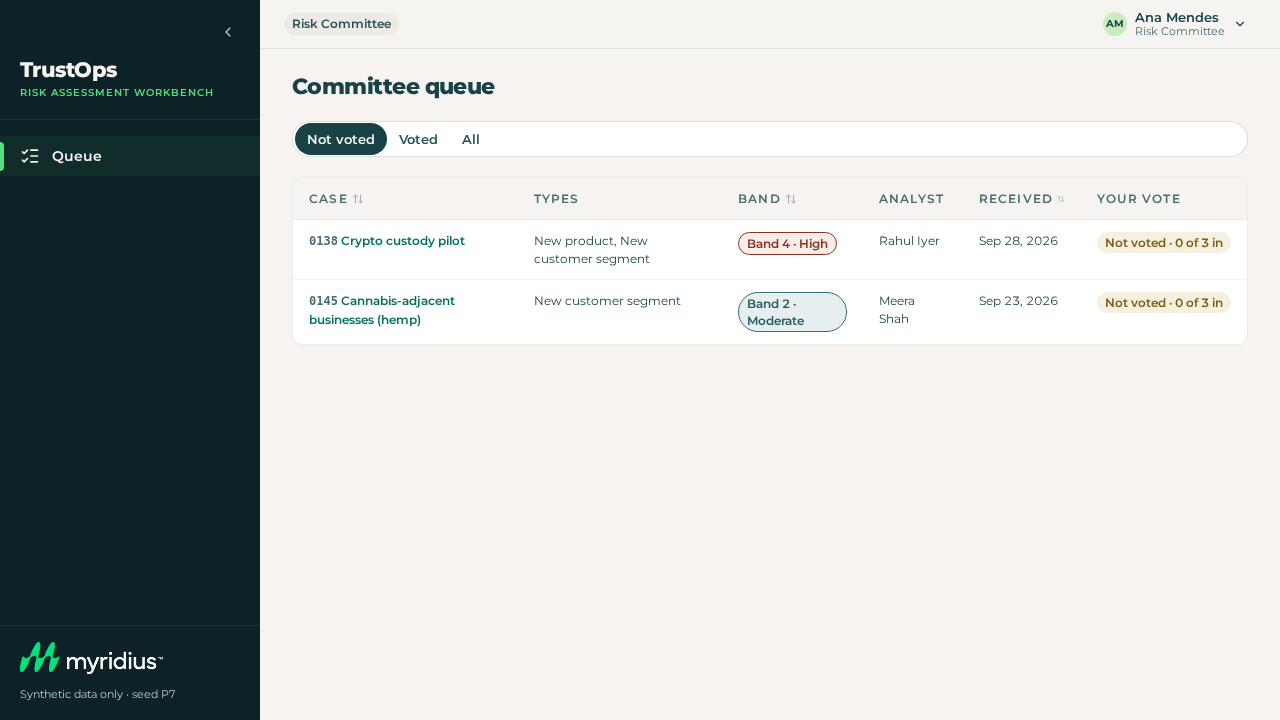 TrustOps
RISK ASSESSMENT WORKBENCH
Queue
myridius™
Synthetic data only · seed P7
Risk Committee
AM
Ana Mendes
Risk Committee
Committee queue
Not voted Voted All
CASE TYPES BAND ANALYST RECEIVED YOUR VOTE
0138 Crypto custody pilot New product, New Band 4 · High Rahul Iyer Sep 28, 2026 Not voted · 0 of 3 in
customer segment
0145 Cannabis-adjacent New customer segment Band 2 · Meera Sep 23, 2026 Not voted · 0 of 3 in
businesses (hemp) Moderate Shah